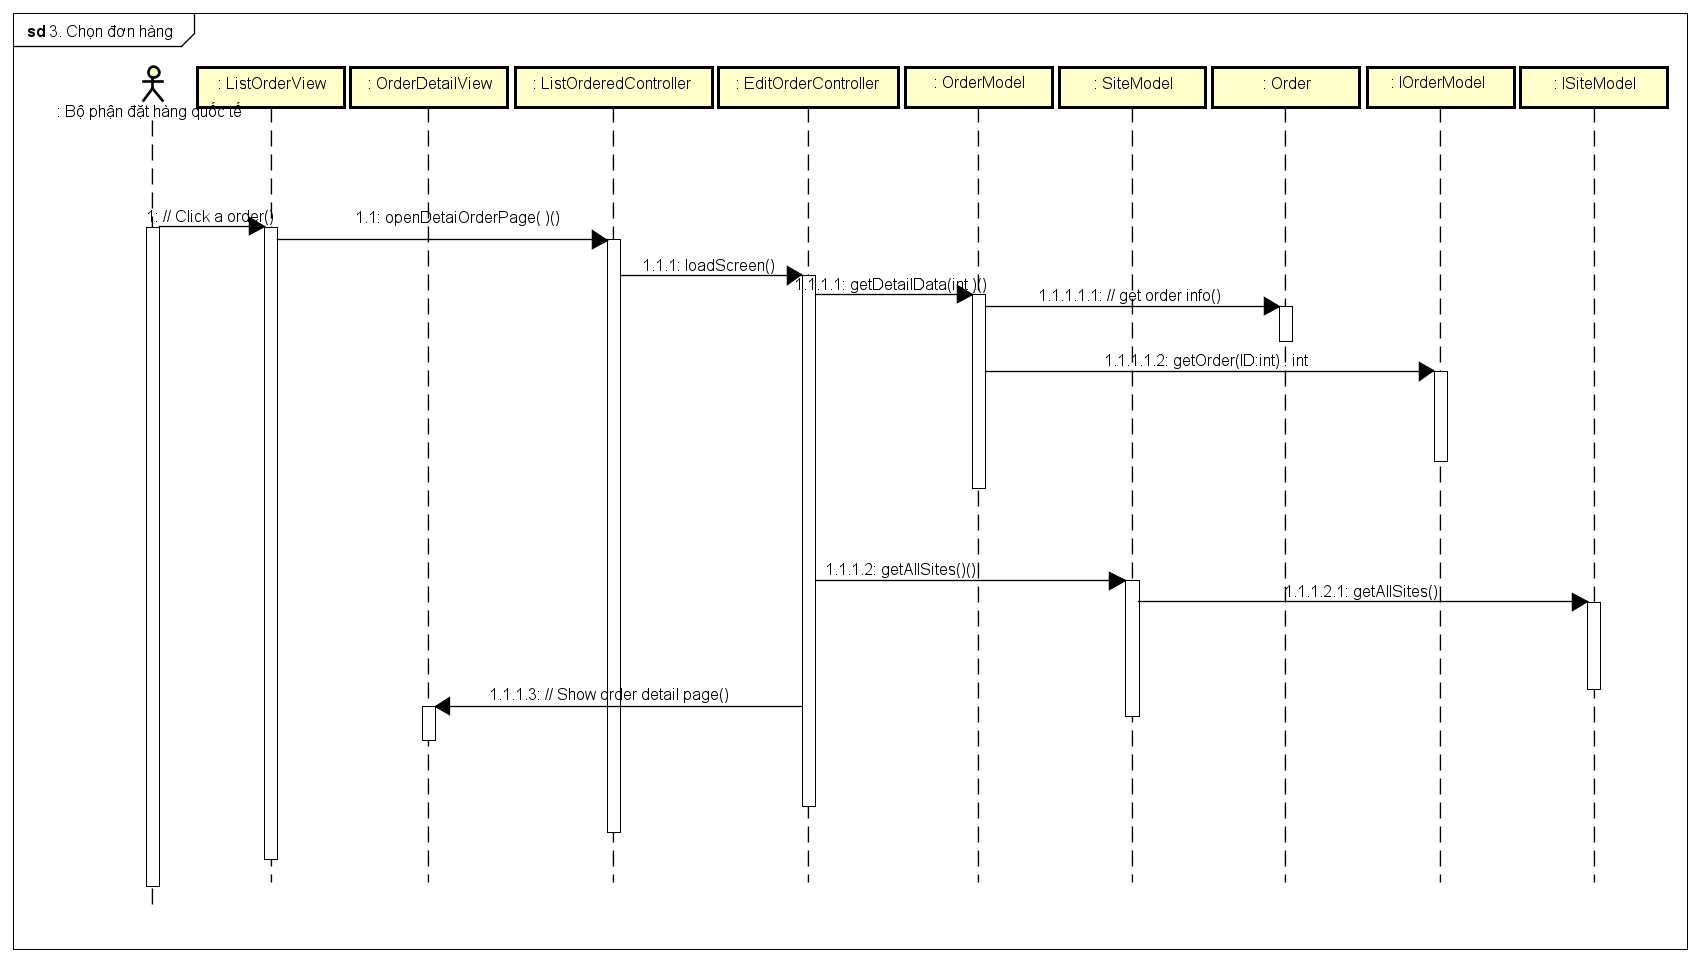 sd 3. Chọn đơn hàng
: Bộ phận đặt hàng quốc tế
: ListOrderView
: OrderDetailView
: ListOrderedController
: EditOrderController
: OrderModel
: SiteModel
: Order
: IOrderModel
: ISiteModel
1: // Click a order()
1.1: openDetaiOrderPage( )()
1.1.1: loadScreen()
1.1.1.1: getDetailData(int )()
1.1.1.1.1: // get order info()
1.1.1.1.2: getOrder(ID:int) : int
1.1.1.2: getAllSites()()
1.1.1.2.1: getAllSites()
1.1.1.3: // Show order detail page()